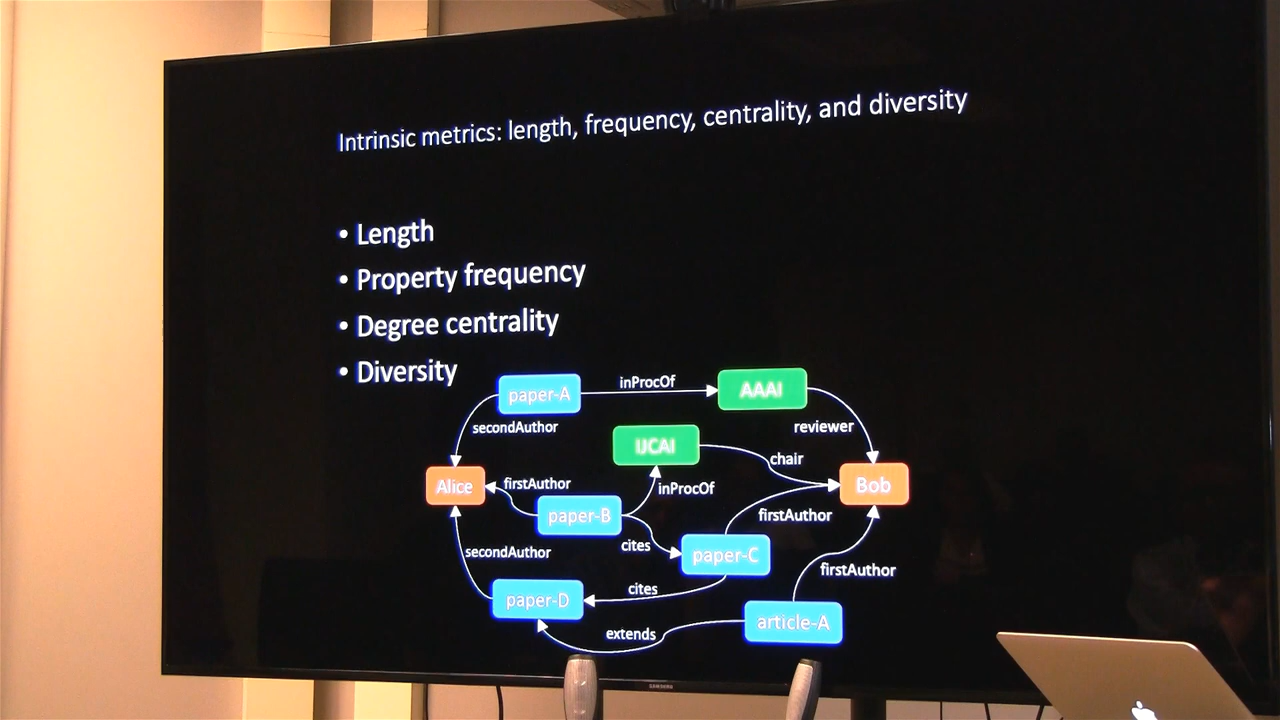 Intrinsic metrics: length, frequency, centrality, and diversity
• Length
• Property frequency
• Degree centrality
• Diversity
paper-A
inProcOf
AAAI
secondAuthor
reviewer
IJCAI
chair
Alice
firstAuthor
inProcOf
Bob
paper-B
firstAuthor
cites
paper-C
secondAuthor
firstAuthor
cites
paper-D
article-A
extends
SAMSUNG